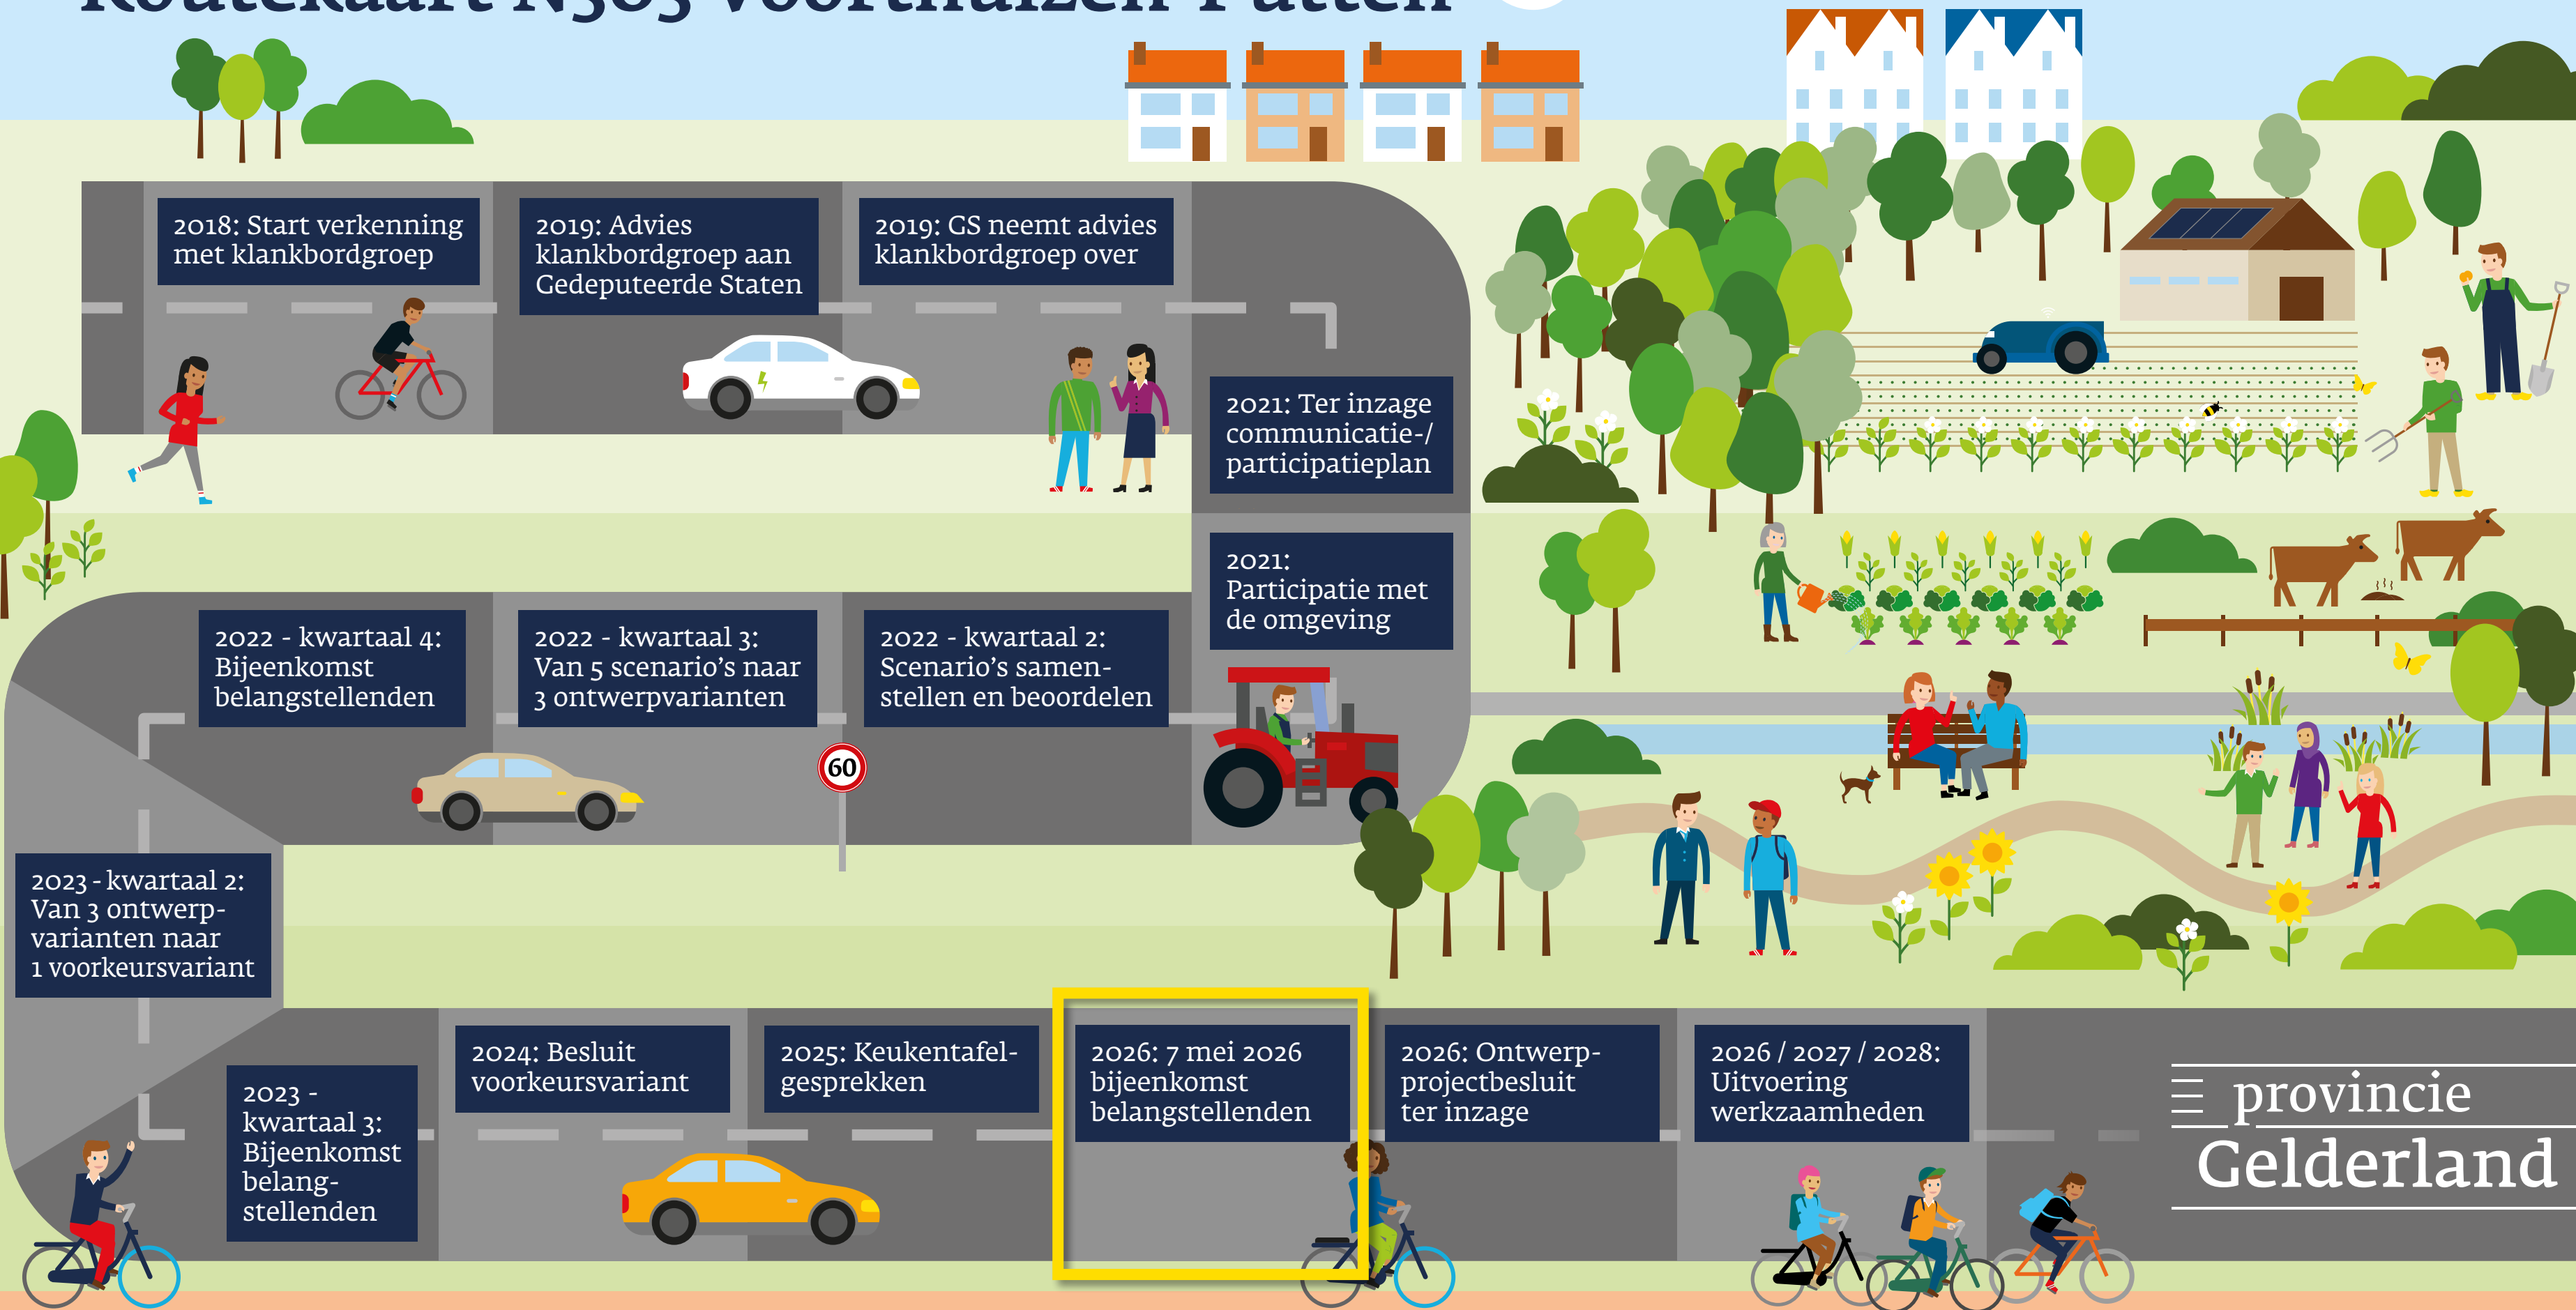 Routekaart N303 Voorthuizen-Putten
2018: Start verkenning
met klankbordgroep
2019: Advies
klankbordgroep aan
Gedeputeerde Staten
2019: GS neemt advies
klankbordgroep over
2021: Ter inzage
communicatie-/
participatieplan
2021:
Participatie met
de omgeving
2022 - kwartaal 2:
Scenario’s samen-
stellen en beoordelen
2022 - kwartaal 3:
Van 5 scenario’s naar
3 ontwerpvarianten
2022 - kwartaal 4:
Bijeenkomst
belangstellenden
60
2023 - kwartaal 2:
Van 3 ontwerp-
varianten naar
1 voorkeursvariant
2023 -
kwartaal 3:
Bijeenkomst
belang-
stellenden
2024: Besluit
voorkeursvariant
2025: Keukentafel-
gesprekken
2026: 7 mei 2026
bijeenkomst
belangstellenden
2026: Ontwerp-
projectbesluit
ter inzage
2026 / 2027 / 2028:
Uitvoering
werkzaamheden
provincie
Gelderland